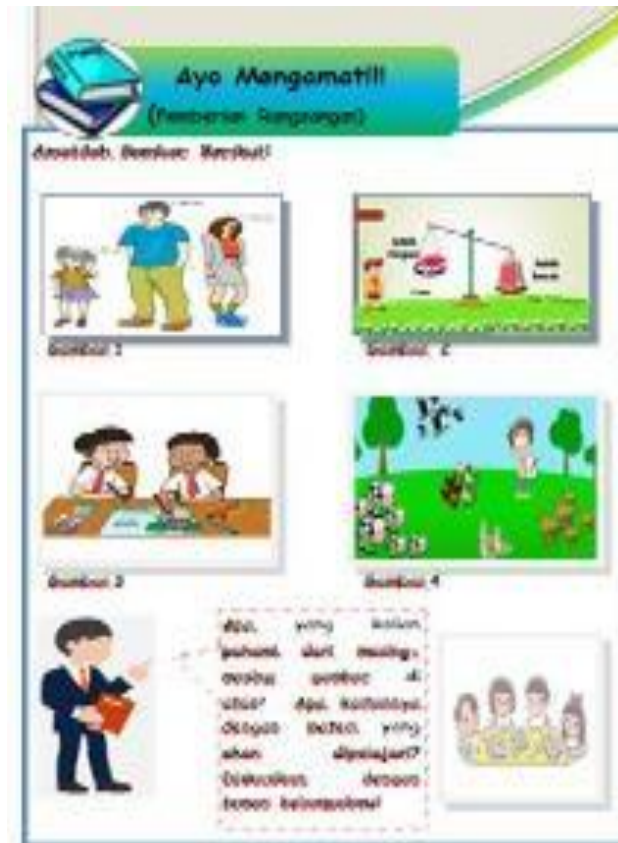 Ayo Mengamati!!
(Pemberian Rangsangan)
Amatilah Gambar Berikut!
Gambar 1
Gambar 2
Gambar 3
Gambar 4
Apa yang kalian
pahami dari masing-
masing gambar di
atas? Apa kaitannya
dengan materi yang
akan dipelajari?
Diskusikan dengan
teman kelompokmu!